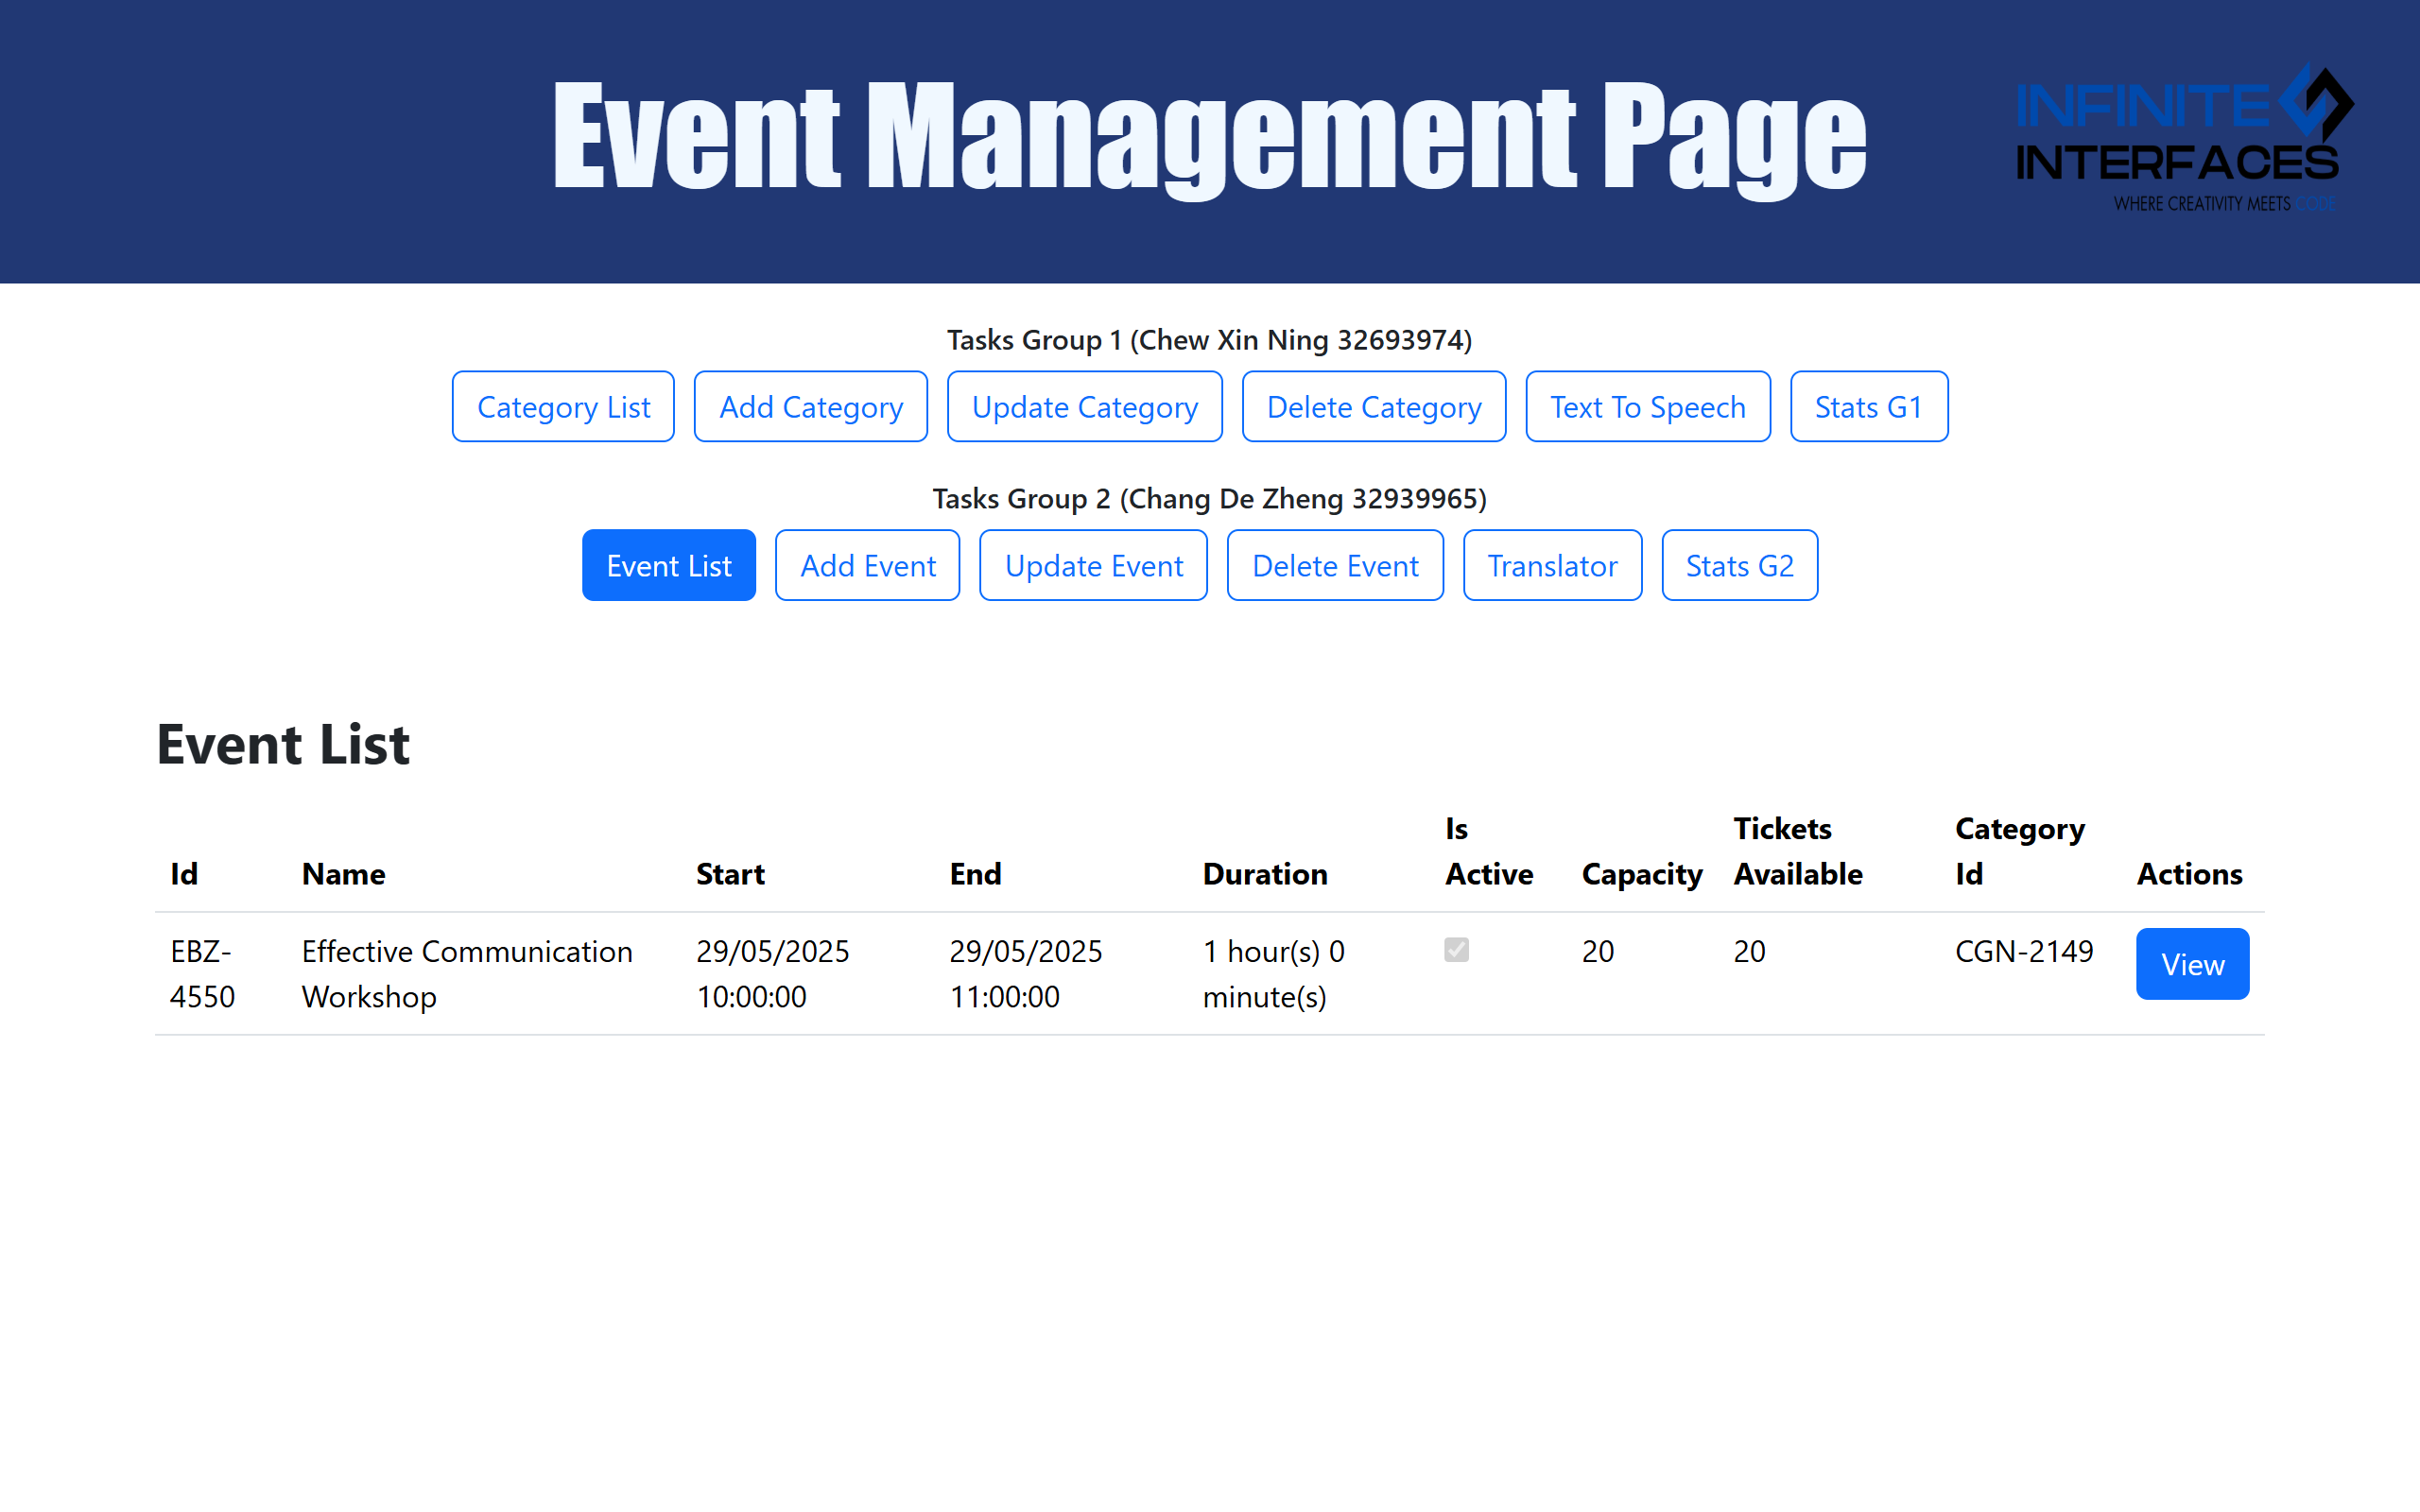 Event Management Page
INFINITE
INTERFACES
WHERE CREATIVITY MEETS CODE
Tasks Group 1 (Chew Xin Ning 32693974)
Category List Add Category Update Category Delete Category Text To Speech Stats G1
Tasks Group 2 (Chang De Zheng 32939965)
Event List Add Event Update Event Delete Event Translator Stats G2
Event List
Id Name Start End Duration Is Active Capacity Tickets Available Category Id Actions
EBZ- Effective Communication 29/05/2025 29/05/2025 1 hour(s) 0 20 20 CGN-2149 View
4550 Workshop 10:00:00 11:00:00 minute(s)